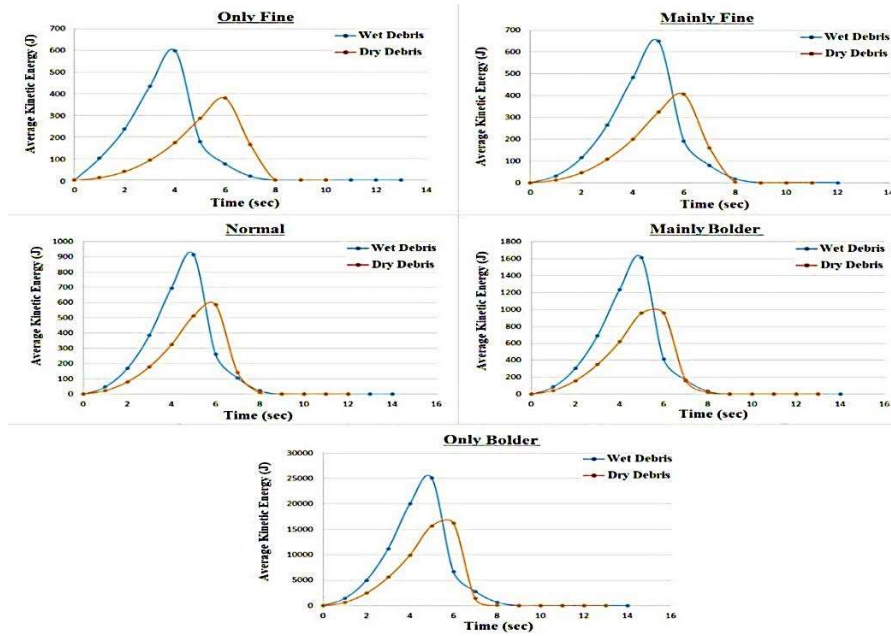 Only Fine
Average Kinetic Energy (J)
700
600
500
400
300
200
100
0
0 2 4 6 8 10 12 14
Time (sec)
Wet Debris
Dry Debris
Mainly Fine
Average Kinetic Energy (J)
700
600
500
400
300
200
100
0
0 2 4 6 8 10 12 14
Time (sec)
Wet Debris
Dry Debris
Normal
Average Kinetic Energy (J)
1000
900
800
700
600
500
400
300
200
100
0
0 2 4 6 8 10 12 14 16
Time (sec)
Wet Debris
Dry Debris
Mainly Bolder
Average Kinetic Energy (J)
1800
1600
1400
1200
1000
800
600
400
200
0
0 2 4 6 8 10 12 14 16
Time (sec)
Wet Debris
Dry Debris
Only Bolder
Average Kinetic Energy (J)
30000
25000
20000
15000
10000
5000
0
0 2 4 6 8 10 12 14 16
Time (sec)
Wet Debris
Dry Debris